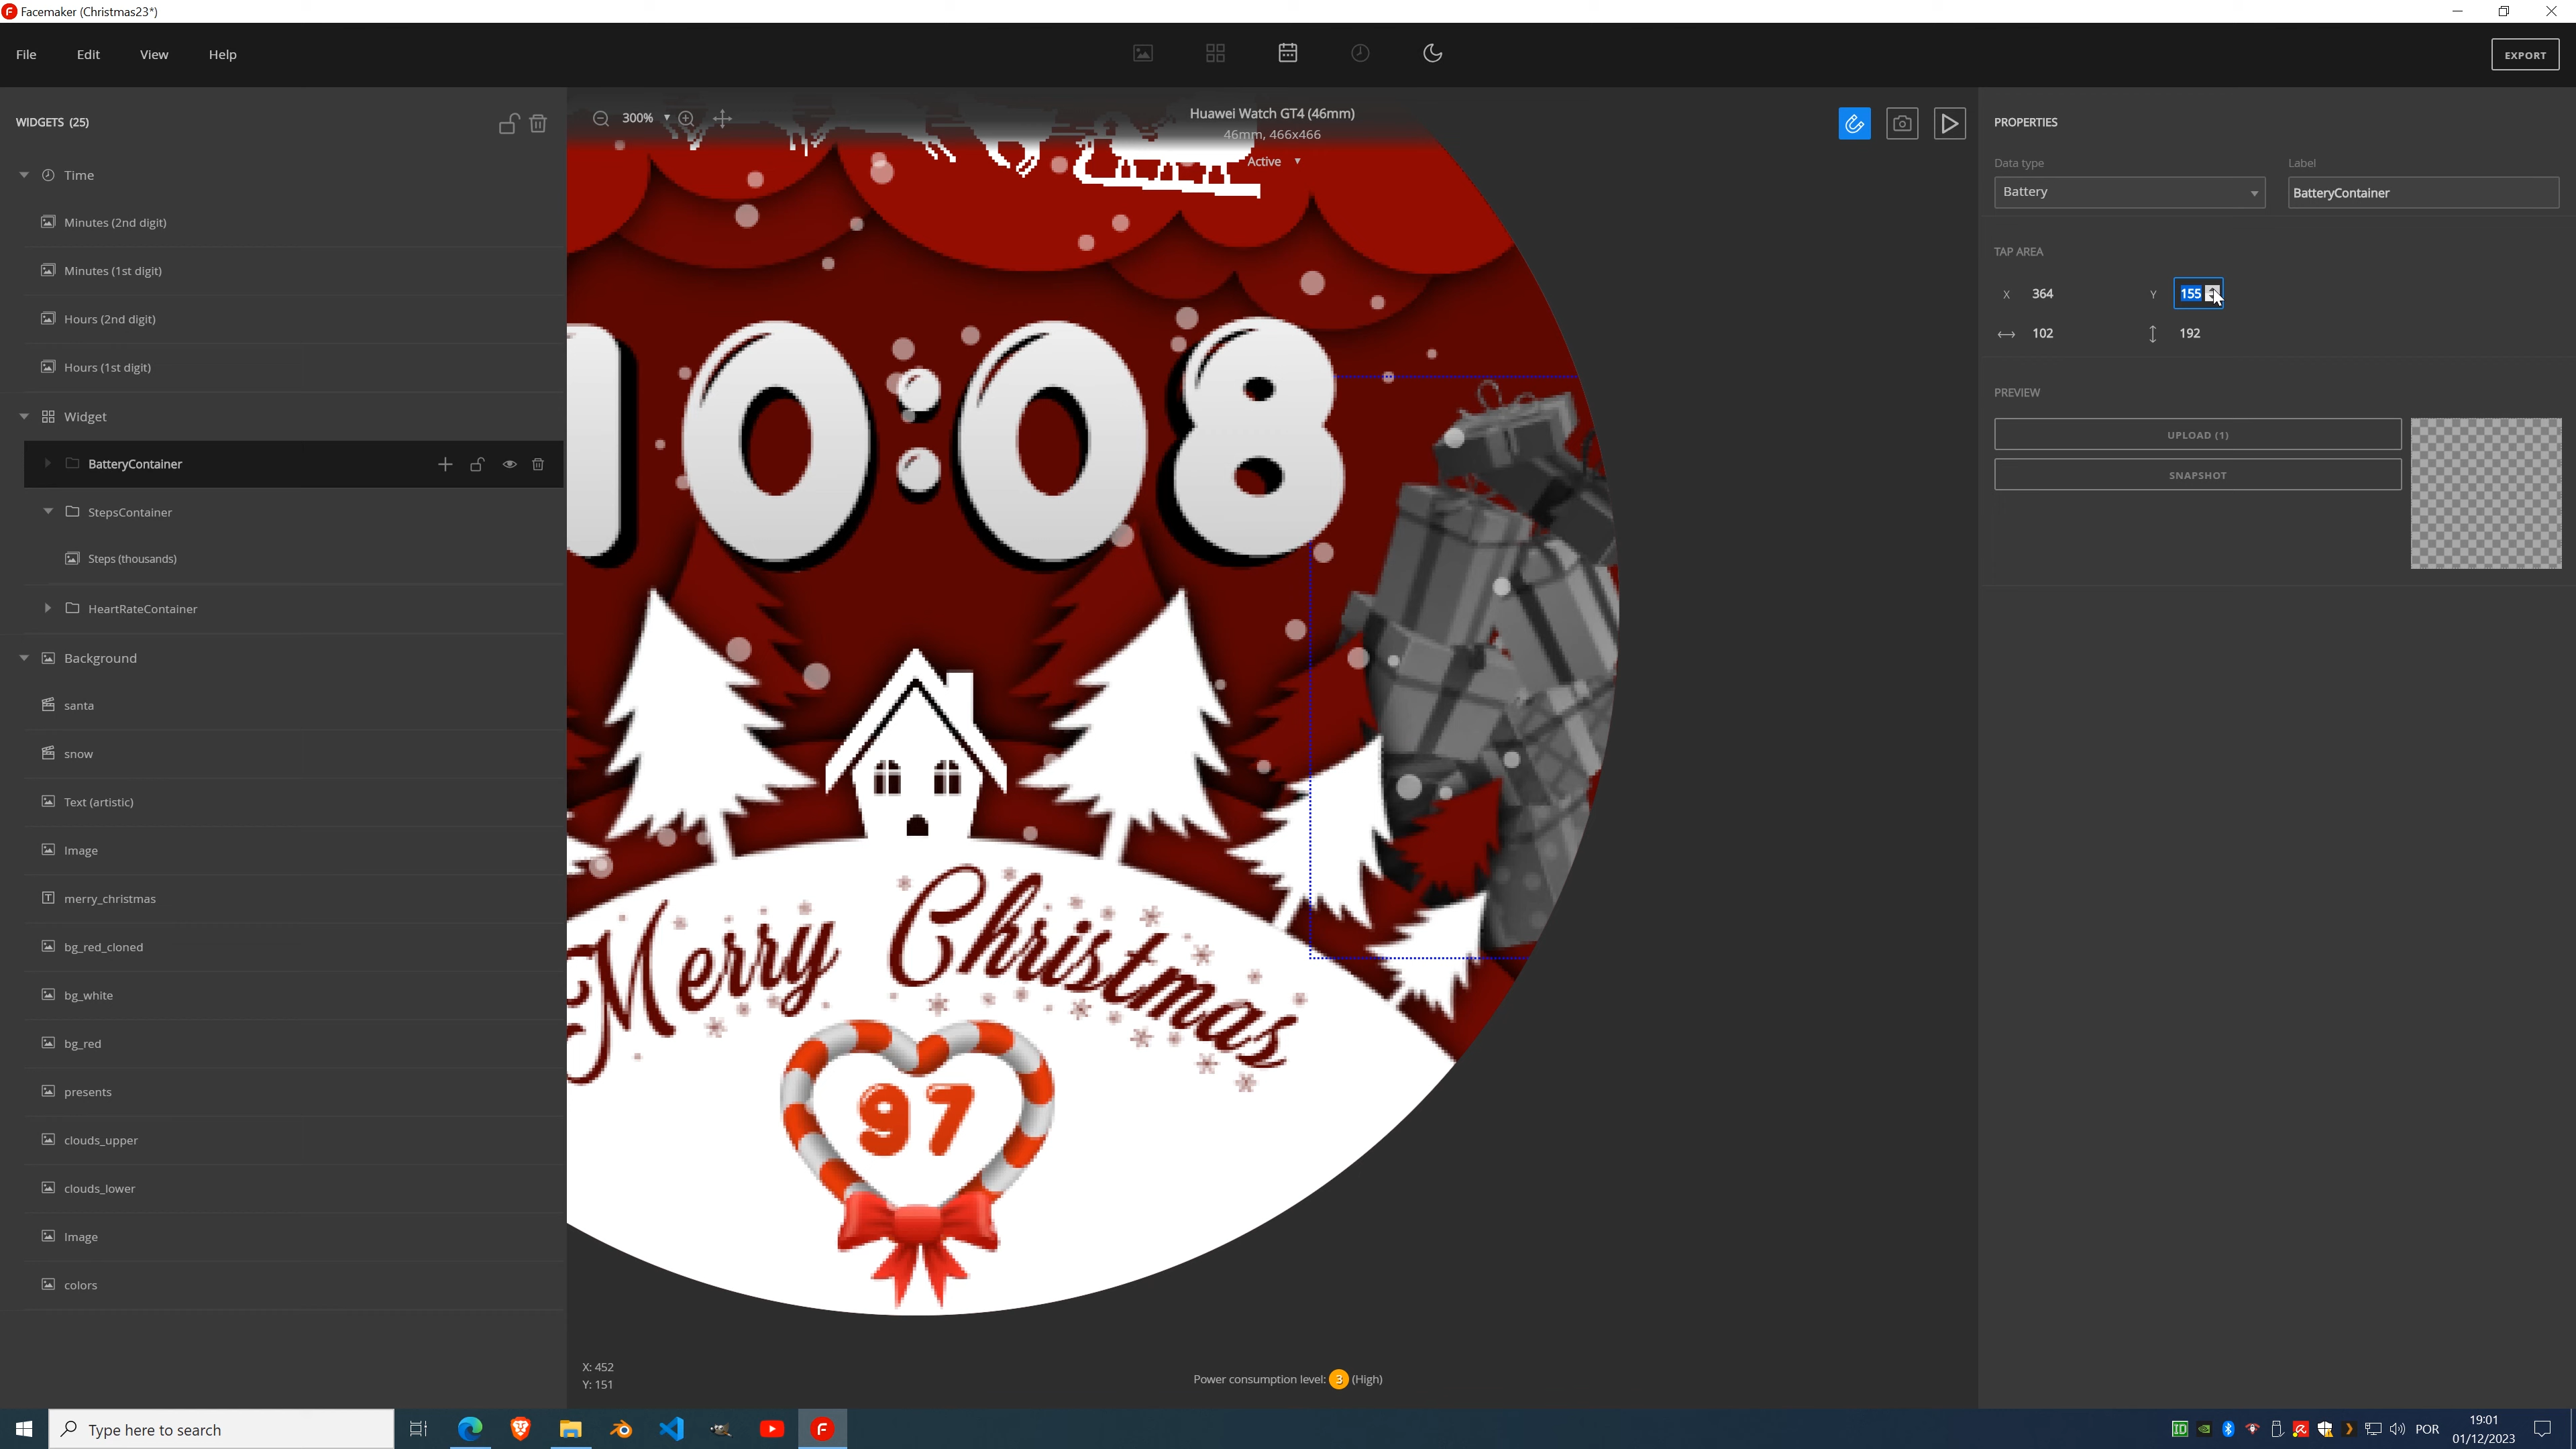 Facemaker (Christmas23*)
File Edit View Help
EXPORT
WIDGETS (25)
Time
Minutes (2nd digit)
Minutes (1st digit)
Hours (2nd digit)
Hours (1st digit)
Widget
BatteryContainer
StepsContainer
Steps (thousands)
HeartRateContainer
Background
santa
snow
Text (artistic)
Image
merry_christmas
bg_red_cloned
bg_white
bg_red
presents
clouds_upper
clouds_lower
Image
colors
300%
Huawei Watch GT4 (46mm)
46mm, 466x466
Active
10:08
Merry Christmas
97
X: 452
Y: 151
Power consumption level: 3 (High)
PROPERTIES
Data type Label
Battery BatteryContainer
TAP AREA
X 364 Y 155
102 192
PREVIEW
UPLOAD (1)
SNAPSHOT
Type here to search
ID
POR
19:01
01/12/2023